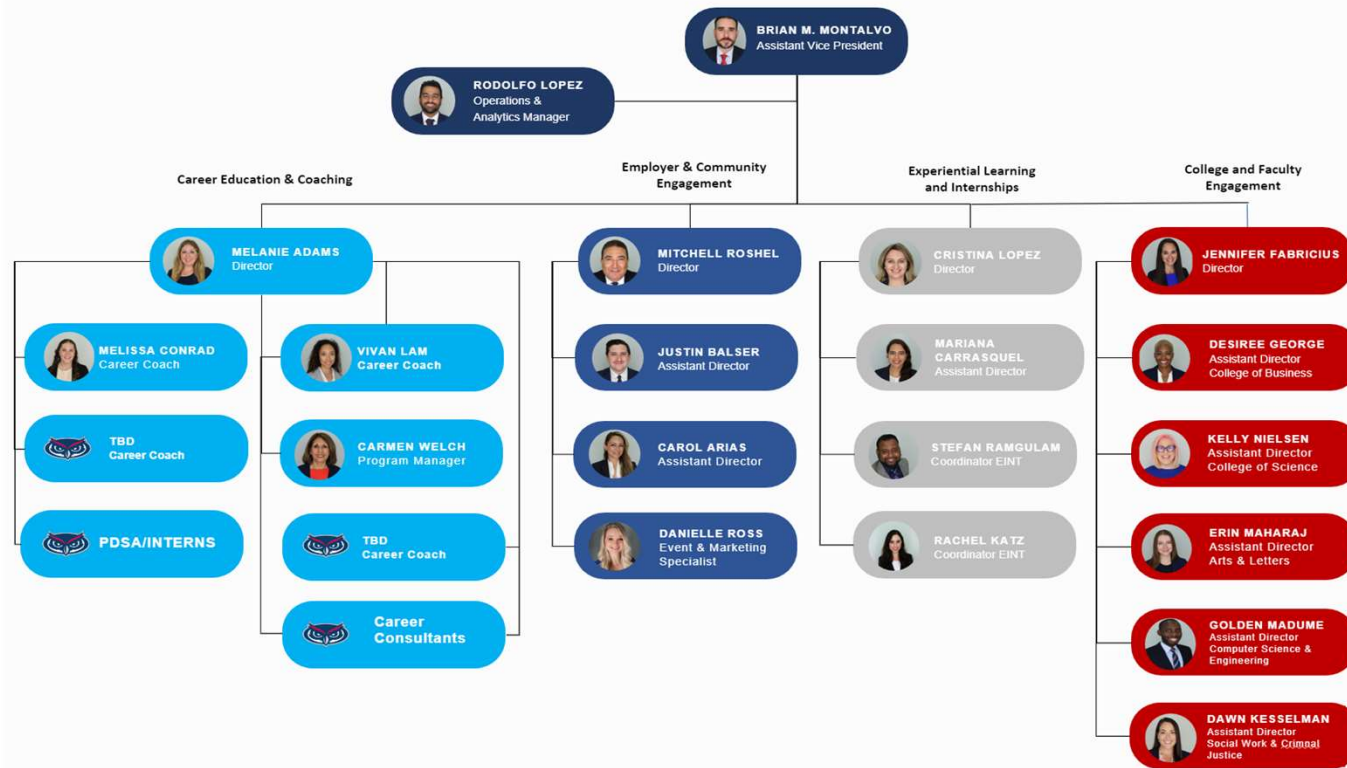 BRIAN M. MONTALVO
Assistant Vice President
RODOLFO LOPEZ
Operations &
Analytics Manager
Career Education & Coaching
Employer & Community
Engagement
Experiential Learning
and Internships
College and Faculty
Engagement
MELANIE ADAMS
Director
MITCHELL ROSHEL
Director
CRISTINA LOPEZ
Director
JENNIFER FABRICIUS
Director
MELISSA CONRAD
Career Coach
VIVAN LAM
Career Coach
JUSTIN BALSER
Assistant Director
MARIANA
CARRASQUEL
Assistant Director
DESIREE GEORGE
Assistant Director
College of Business
TBD
Career Coach
CARMEN WELCH
Program Manager
CAROL ARIAS
Assistant Director
STEFAN RAMGULAM
Coordinator EINT
KELLY NIELSEN
Assistant Director
College of Science
PDSA/INTERNS
TBD
Career Coach
DANIELLE ROSS
Event & Marketing
Specialist
RACHEL KATZ
Coordinator EINT
ERIN MAHARAJ
Assistant Director
Arts & Letters
Career
Consultants
GOLDEN MADUME
Assistant Director
Computer Science &
Engineering
DAWN KESSELMAN
Assistant Director
Social Work & Crimnal
Justice